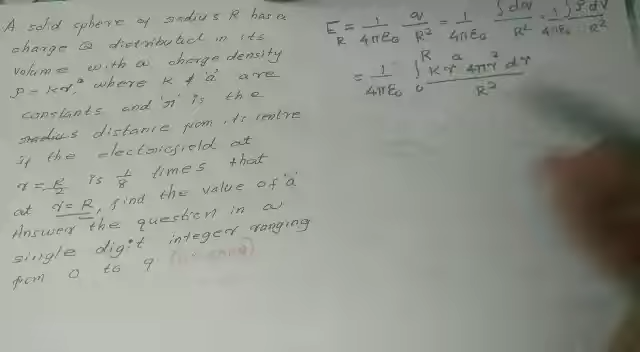 A solid sphere of radius R has a
charge Q distributed in its
volume with a charge density
ρ = Kr^a, where K & 'a' are
constants and 'r' is the
distance from its centre
if the electric field at
r = R/2 is 1/8 times that
at r = R, find the value of 'a'
Answer the question in a
single digit integer ranging
from 0 to 9
E_R = 1/4πε₀ q/R² = 1/4πε₀ ∫dq/R² = 1/4πε₀ ∫ρdV/R²
= 1/4πε₀ ∫₀^R Kr^a 4πr² dr/R²